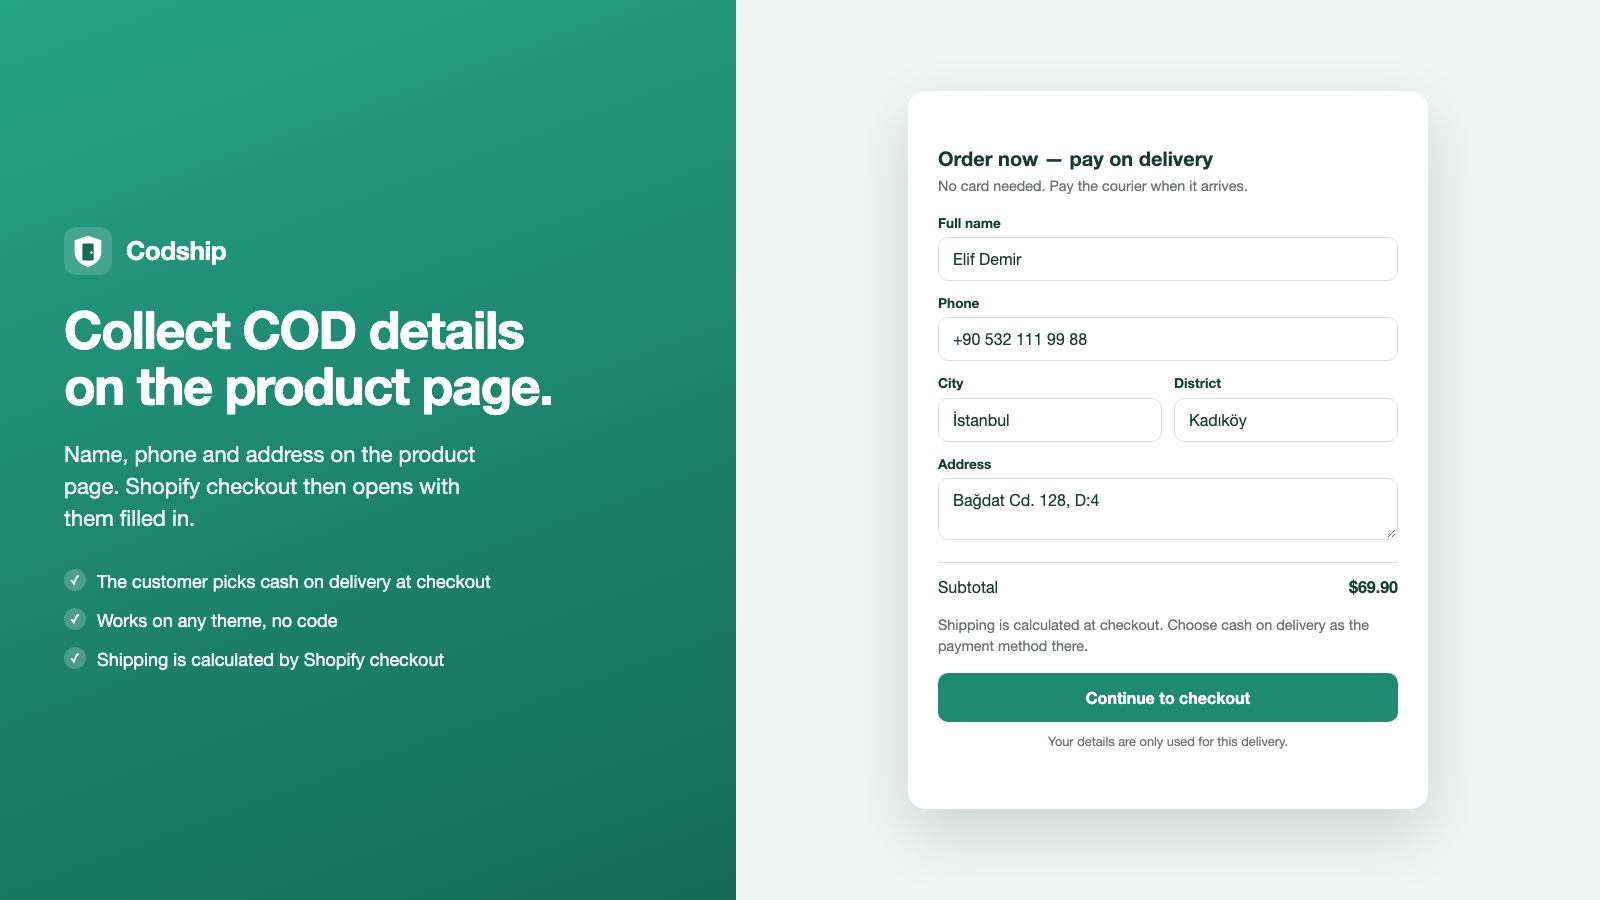 Codship
Collect COD details
on the product page.
Name, phone and address on the product
page. Shopify checkout then opens with
them filled in.
The customer picks cash on delivery at checkout
Works on any theme, no code
Shipping is calculated by Shopify checkout
Order now — pay on delivery
No card needed. Pay the courier when it arrives.
Full name
Elif Demir
Phone
+90 532 111 99 88
City
District
İstanbul
Kadıköy
Address
Bağdat Cd. 128, D:4
Subtotal
$69.90
Shipping is calculated at checkout. Choose cash on delivery as the
payment method there.
Continue to checkout
Your details are only used for this delivery.